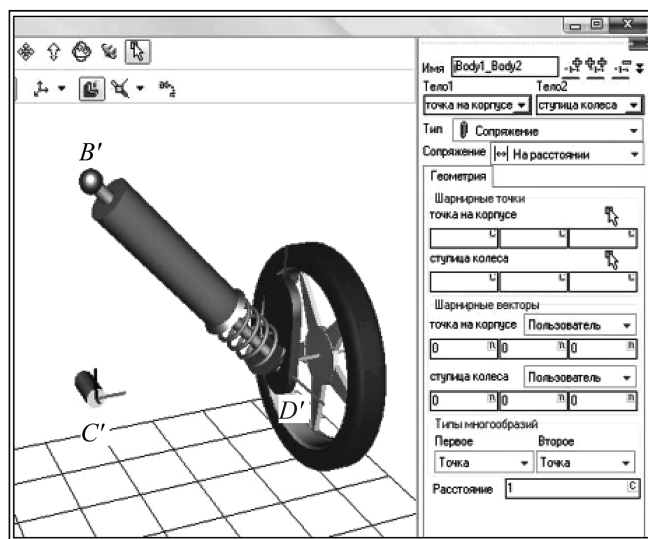 Имя jBody1_Body2
Тело1 Тело2
точка на корпусе ступица колеса
Тип Сопряжение
Сопряжение На расстоянии
Геометрия
Шарнирные точки
точка на корпусе
C C C
ступица колеса
C C C
Шарнирные векторы
точка на корпусе Пользователь
0 n 0 n 0 n
ступица колеса Пользователь
0 n 0 n 0 n
Типы многообразий
Первое Второе
Точка Точка
Расстояние 1 C
B'
C'
D'